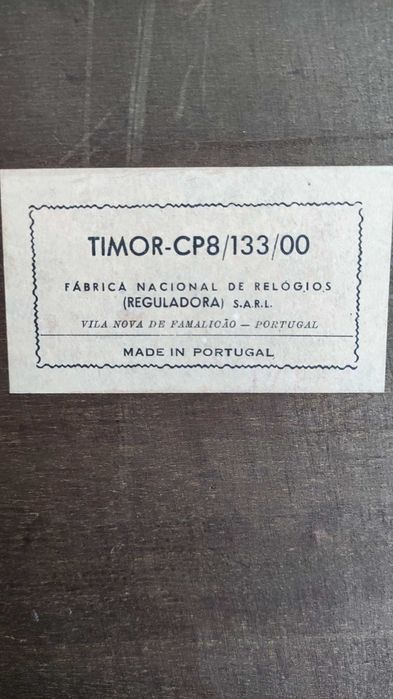 TIMOR-CP8/133/00
FÁBRICA NACIONAL DE RELÓGIOS
(REGULADORA) S.A.R.L.
VILA NOVA DE FAMALICÃO — PORTUGAL
MADE IN PORTUGAL